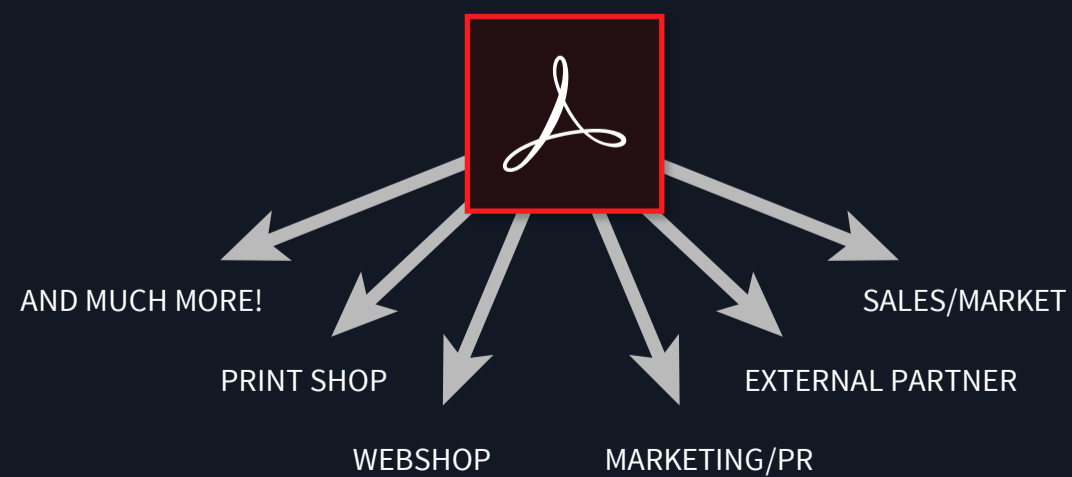 AND MUCH MORE!
SALES/MARKET
PRINT SHOP
EXTERNAL PARTNER
WEBSHOP
MARKETING/PR